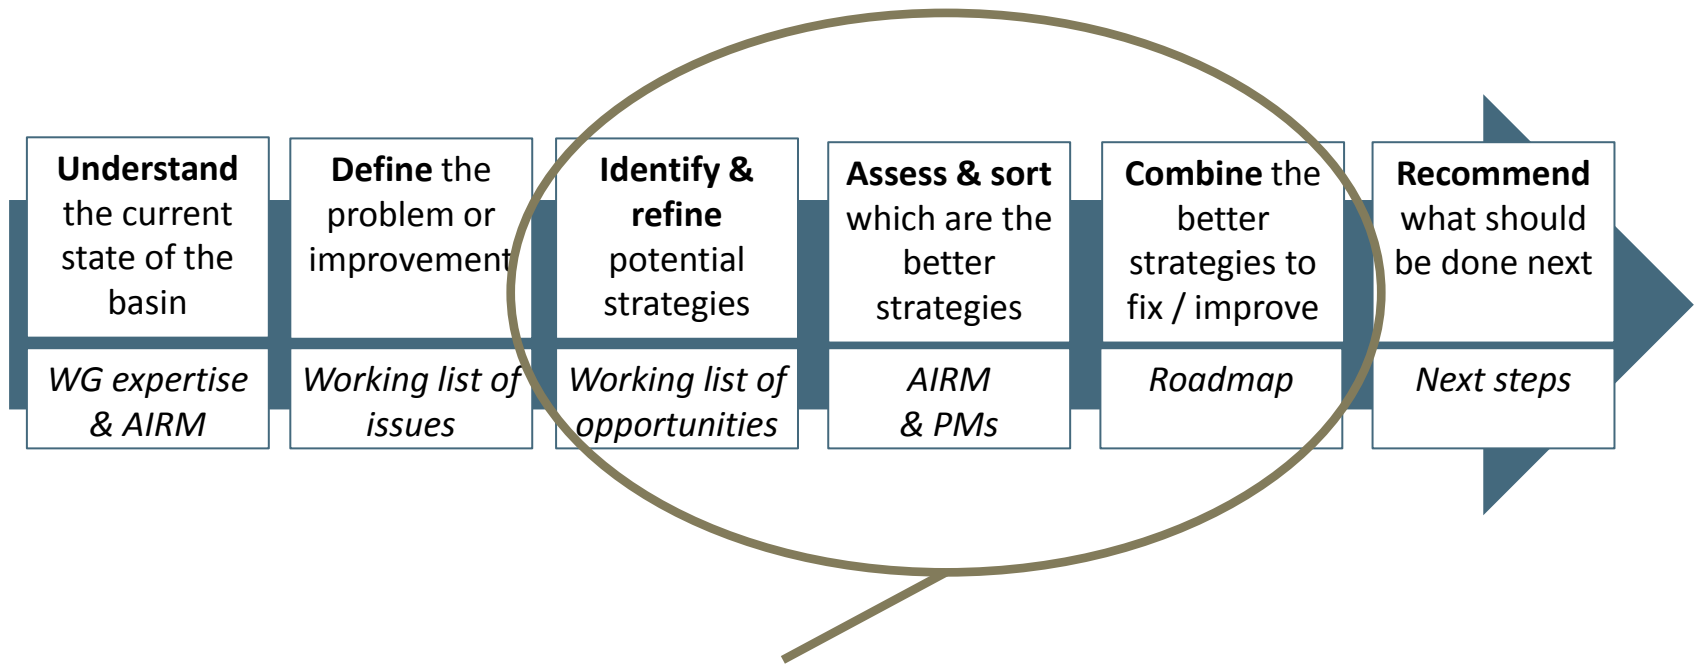 Understand
the current
state of the
basin
WG expertise
& AIRM
Define the
problem or
improvement
Working list of
issues
Identify &
refine
potential
strategies
Working list of
opportunities
Assess & sort
which are the
better
strategies
AIRM
& PMs
Combine the
better
strategies to
fix / improve
Roadmap
Recommend
what should
be done next
Next steps